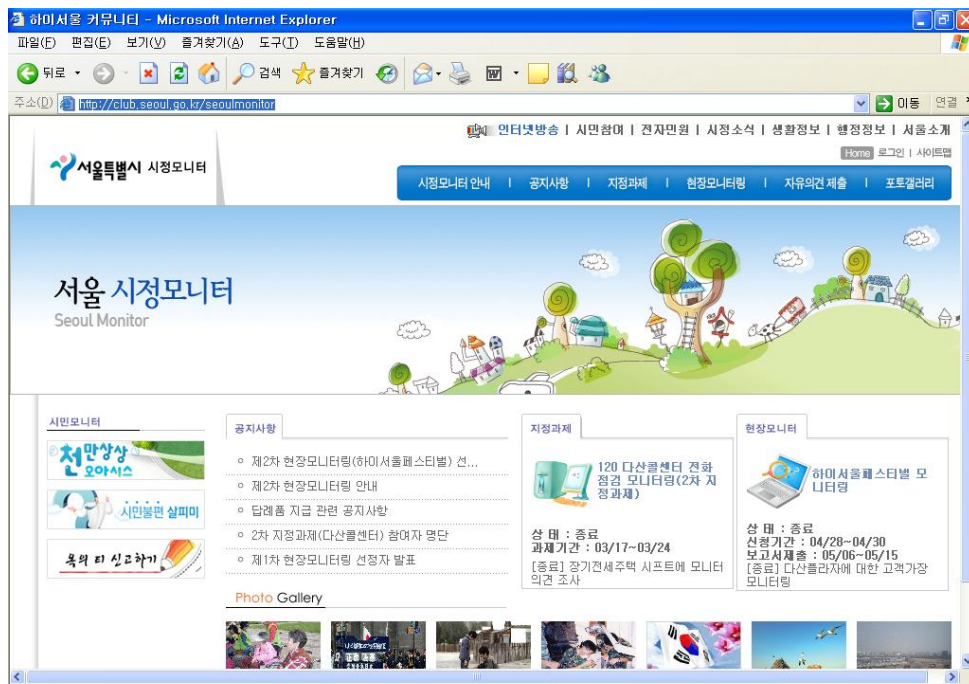 하이서울 커뮤니티 - Microsoft Internet Explorer
파일(F) 편집(E) 보기(V) 즐겨찾기(A) 도구(T) 도움말(H)
뒤로 검색 즐겨찾기
주소(D) http://club.seoul.go.kr/seoulmonitor 이동 연결
인터넷방송 | 시민참여 | 전자민원 | 시정소식 | 생활정보 | 행정정보 | 서울소개
Home 로그인 | 사이트맵
서울특별시 시정모니터
시정모니터 안내 | 공지사항 | 지정과제 | 현장모니터링 | 자유의견 제출 | 포토갤러리
서울 시정모니터
Seoul Monitor
시민모니터
천만상상 오아시스
시민불편 살피미
옥의 티 신고하기
공지사항
제2차 현장모니터링(하이서울페스티벌) 선...
제2차 현장모니터링 안내
답례품 지급 관련 공지사항
2차 지정과제(다산콜센터) 참여자 명단
제1차 현장모니터링 선정자 발표
지정과제
120 다산콜센터 전화
점검 모니터링(2차 지
정과제)
상 태 : 종료
과제기간 : 03/17~03/24
[종료] 장기전세주택 시프트에 모니터
의견 조사
현장모니터
하이서울페스티벌 모
니터링
상 태 : 종료
신청기간 : 04/28~04/30
보고서제출 : 05/06~05/15
[종료] 다산플라자에 대한 고객가장
모니터링
Photo Gallery